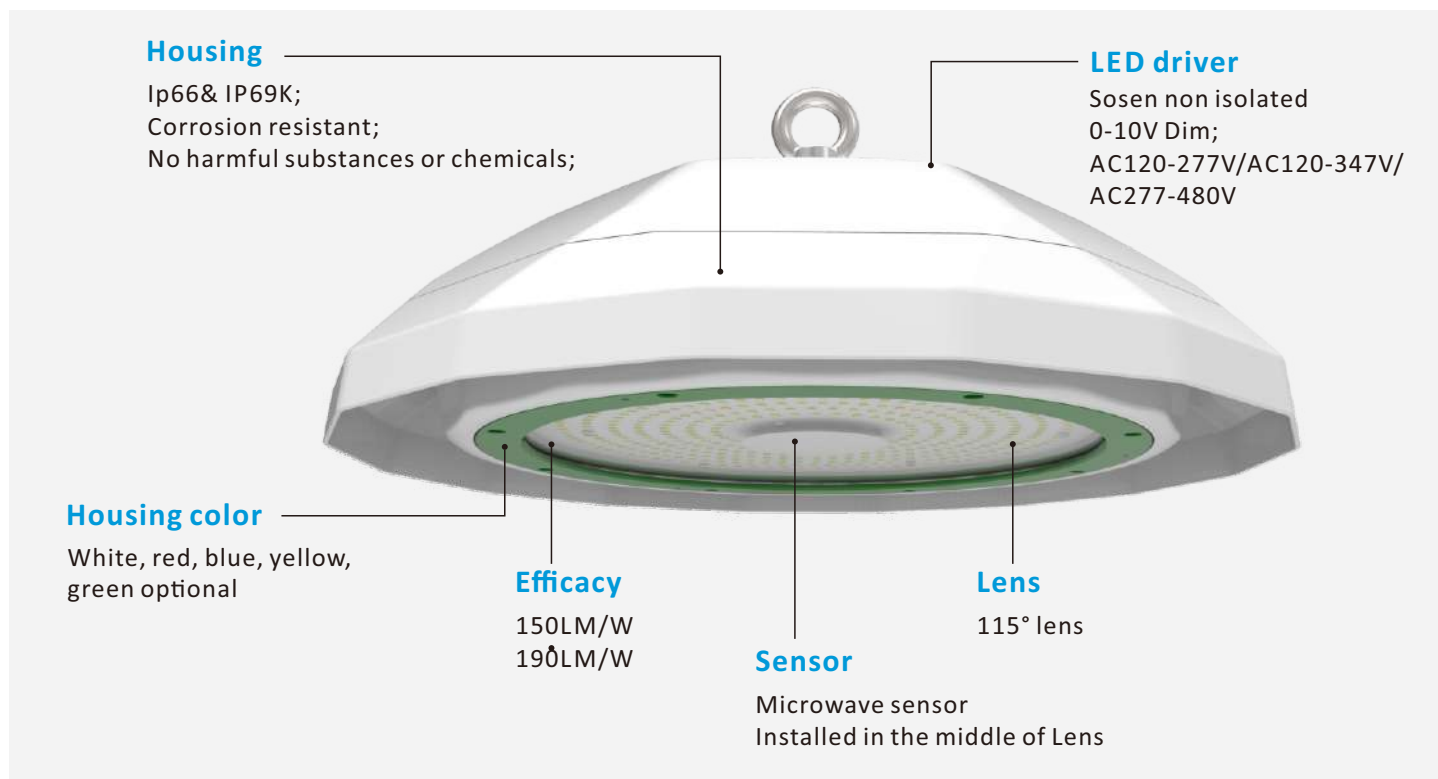 Housing
Ip66& IP69K;
Corrosion resistant;
No harmful substances or chemicals;
LED driver
Sosen non isolated
0-10V Dim;
AC120-277V/AC120-347V/
AC277-480V
Housing color
White, red, blue, yellow,
green optional
Efficacy
150LM/W
190LM/W
Sensor
Microwave sensor
Installed in the middle of Lens
Lens
115° lens